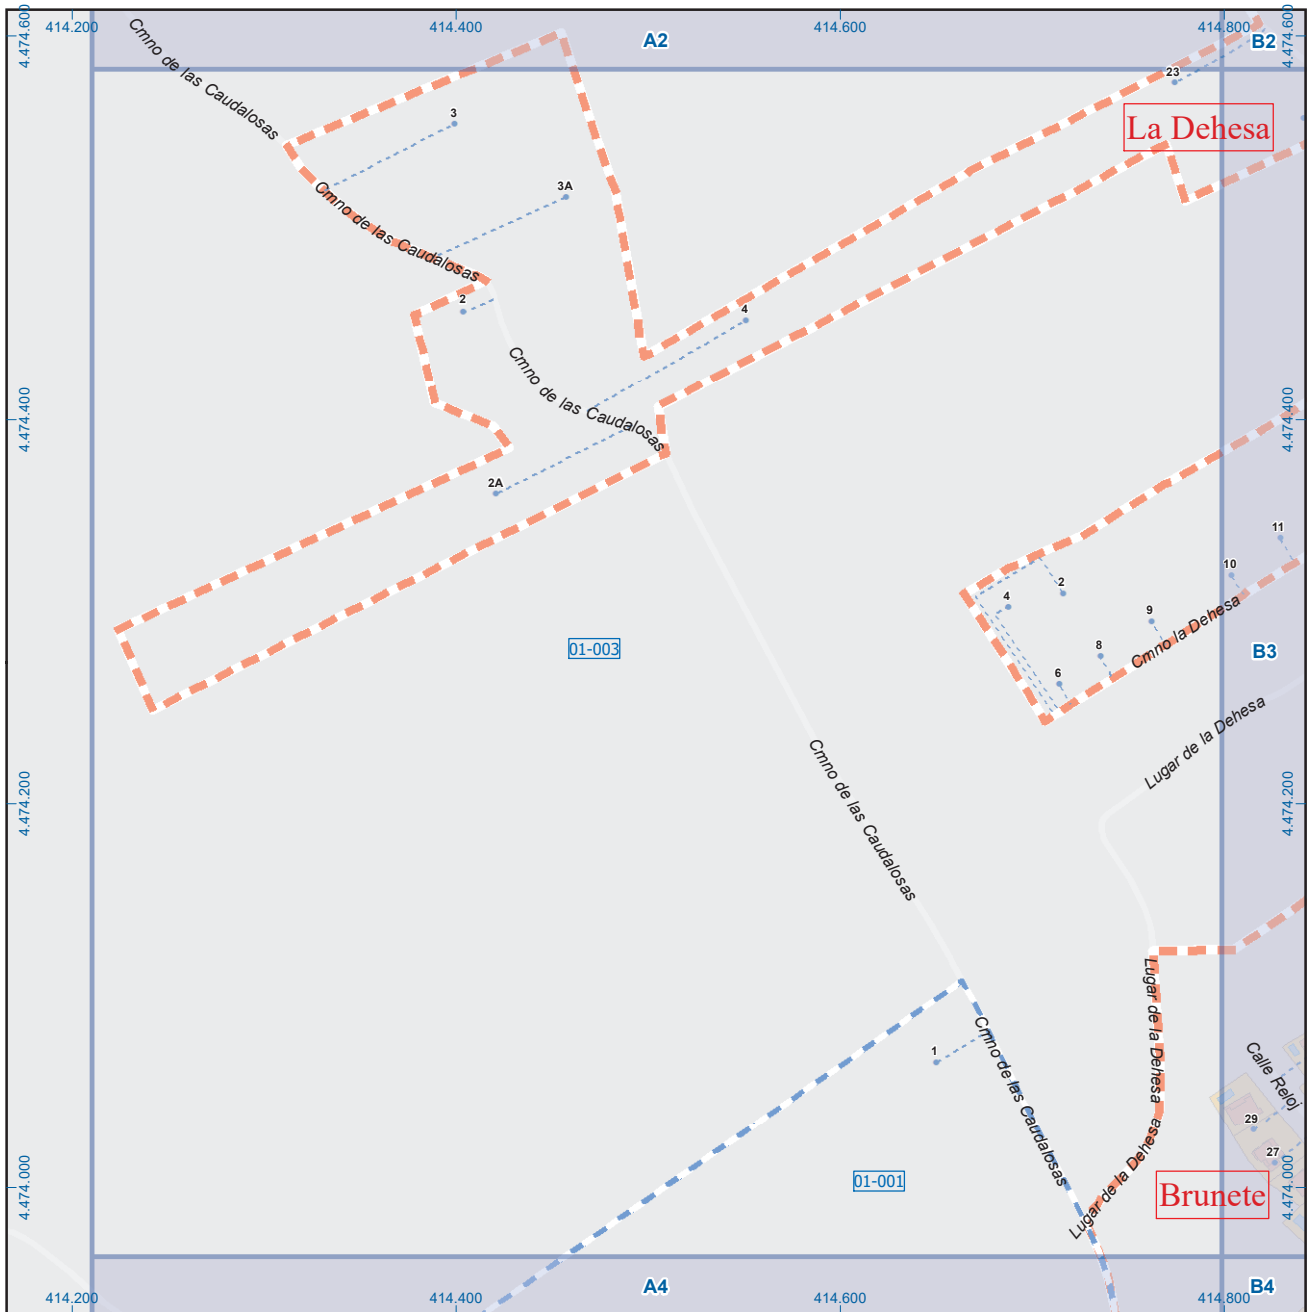 414.200
414.400
414.600
414.800
A2
B2
4.474.600
4.474.600
Cmno de las Caudalosas
23
La Dehesa
3
3A
Cmno de las Caudalosas
2
4
Cmno de las Caudalosas
4.474.400
4.474.400
2A
11
10
2
4
9
Cmno la Dehesa
01-003
8
B3
6
Lugar de la Dehesa
4.474.200
4.474.200
Cmno de las Caudalosas
Lugar de la Dehesa
1
Cmno de las Caudalosas
Calle Reloj
29
27
Lugar de la Dehesa
01-001
Brunete
4.474.000
4.474.000
A4
B4
414.200
414.400
414.600
414.800